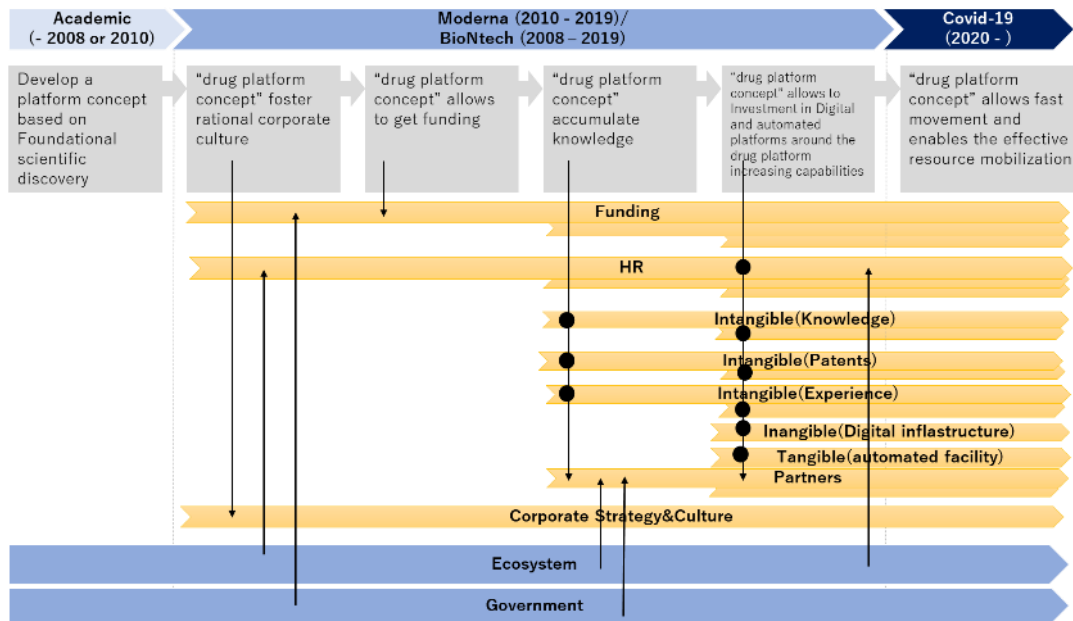 Academic
(- 2008 or 2010)
Moderna (2010 - 2019)/
BioNtech (2008 – 2019)
Covid-19
(2020 - )
Develop a
platform concept
based on
Foundational
scientific
discovery
“drug platform
concept” foster
rational corporate
culture
“drug platform
concept” allows
to get funding
“drug platform
concept”
accumulate
knowledge
“drug platform
concept” allows to
Investment in Digital
and automated
platforms around the
drug platform
increasing capabilities
“drug platform
concept” allows fast
movement and
enables the effective
resource mobilization
Funding
HR
Intangible(Knowledge)
Intangible(Patents)
Intangible(Experience)
Inangible(Digital inflastructure)
Tangible(automated facility)
Partners
Corporate Strategy&Culture
Ecosystem
Government